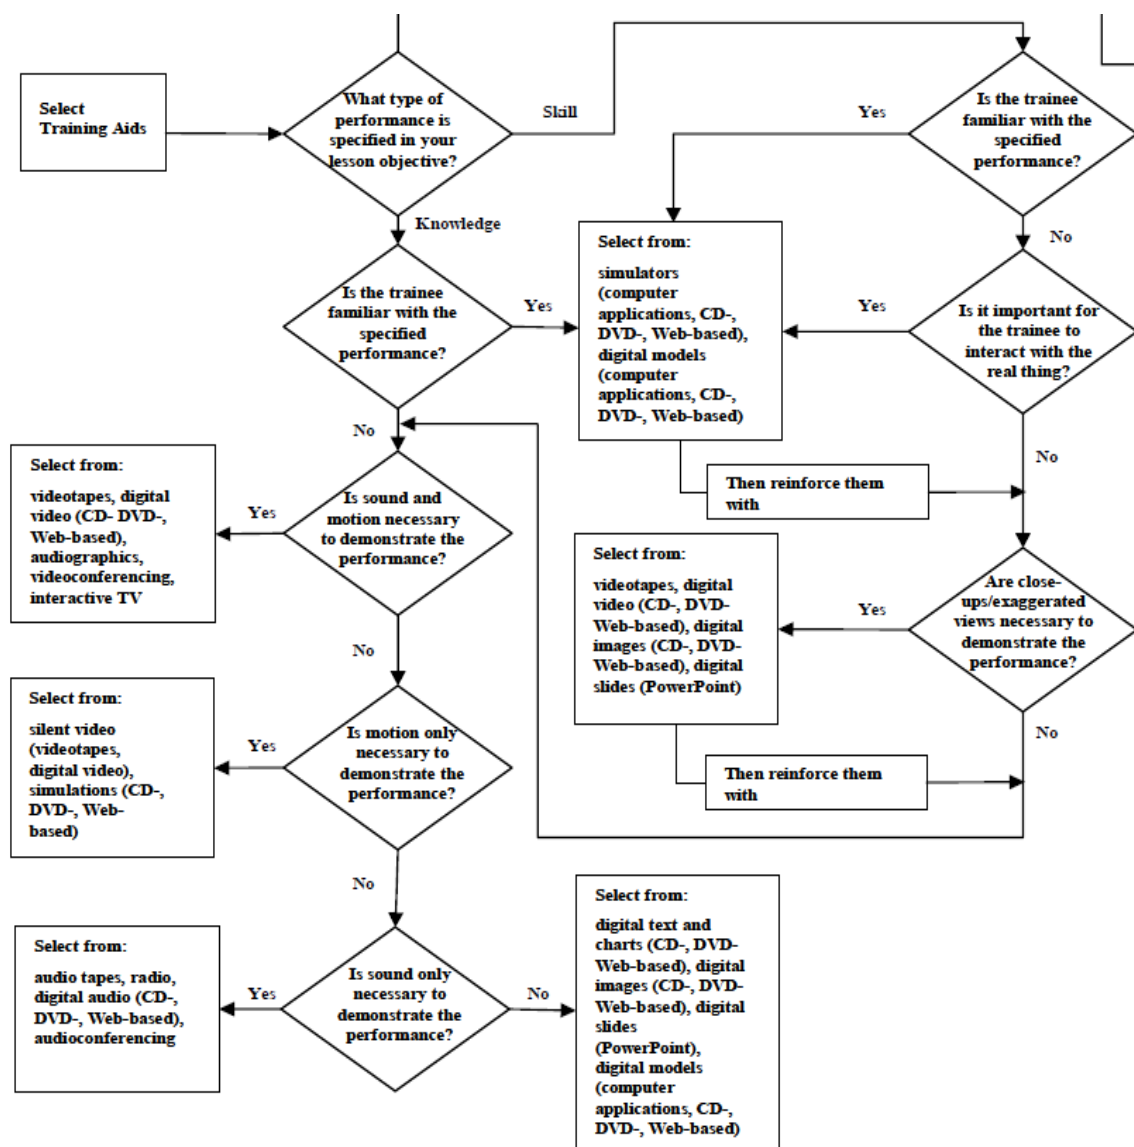 Select
Training Aids
What type of
performance is
specified in your
lesson objective?
Skill
Yes
Is the trainee
familiar with the
specified
performance?
Knowledge
No
Is the trainee
familiar with the
specified
performance?
Yes
Select from:
simulators
(computer
applications, CD-,
DVD-, Web-based),
digital models
(computer
applications, CD-,
DVD-, Web-based)
Yes
Is it important for
the trainee to
interact with the
real thing?
No
No
Then reinforce them
with
Select from:
videotapes, digital
video (CD- DVD-,
Web-based),
audiographics,
videoconferencing,
interactive TV
Yes
Is sound and
motion necessary
to demonstrate the
performance?
Select from:
videotapes, digital
video (CD-, DVD-
Web-based), digital
images (CD-, DVD-
Web-based), digital
slides (PowerPoint)
Yes
Are close-
ups/exaggerated
views necessary to
demonstrate the
performance?
No
No
Then reinforce them
with
Select from:
silent video
(videotapes,
digital video),
simulations (CD-,
DVD-, Web-
based)
Yes
Is motion only
necessary to
demonstrate the
performance?
No
Select from:
audio tapes, radio,
digital audio (CD-,
DVD-, Web-based),
audioconferencing
Yes
Is sound only
necessary to
demonstrate the
performance?
No
Select from:
digital text and
charts (CD-, DVD-
Web-based), digital
images (CD-, DVD-
Web-based), digital
slides
(PowerPoint),
digital models
(computer
applications, CD-,
DVD-, Web-based)